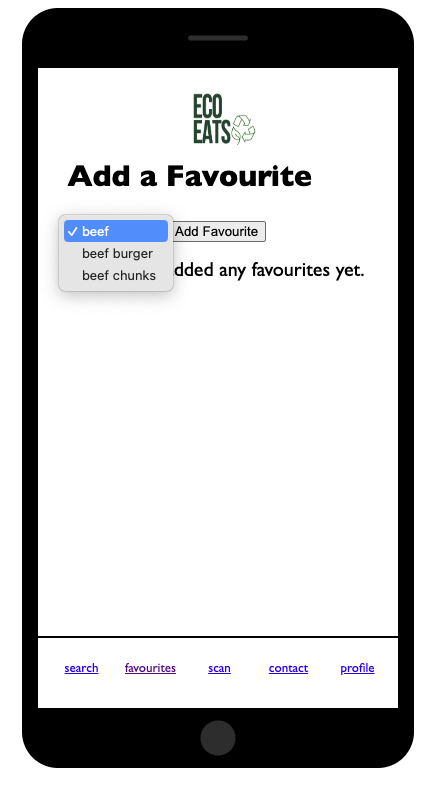 ECO
EATS
Add a Favourite
✓ beef
Add Favourite
beef burger
dded any favourites yet.
beef chunks
search favourites scan contact profile